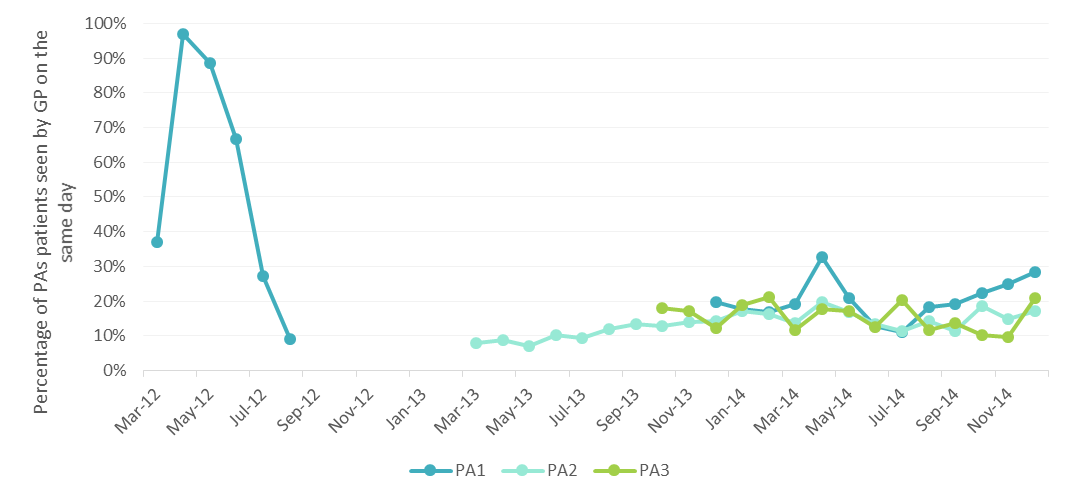 Percentage of PAs patients seen by GP on the
same day
100%
90%
80%
70%
60%
50%
40%
30%
20%
10%
0%
Mar-12
May-12
Jul-12
Sep-12
Nov-12
Jan-13
Mar-13
May-13
Jul-13
Sep-13
Nov-13
Jan-14
Mar-14
May-14
Jul-14
Sep-14
Nov-14
PA1
PA2
PA3